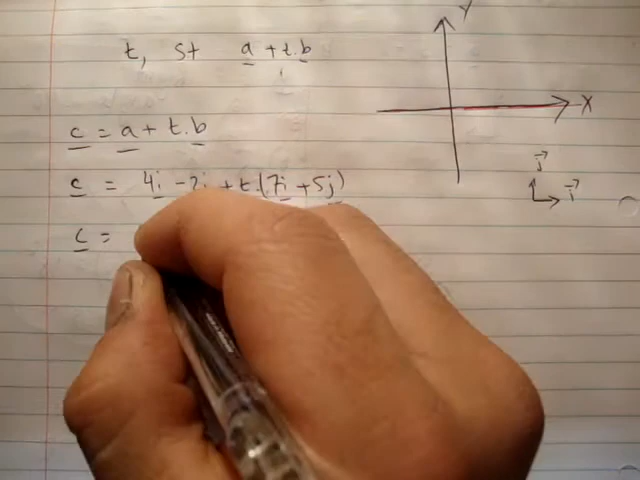 t, st a + t.b
Y
X
c = a + t.b
j
c = 4i - 2j + t.(7i + 5j)
i
c =